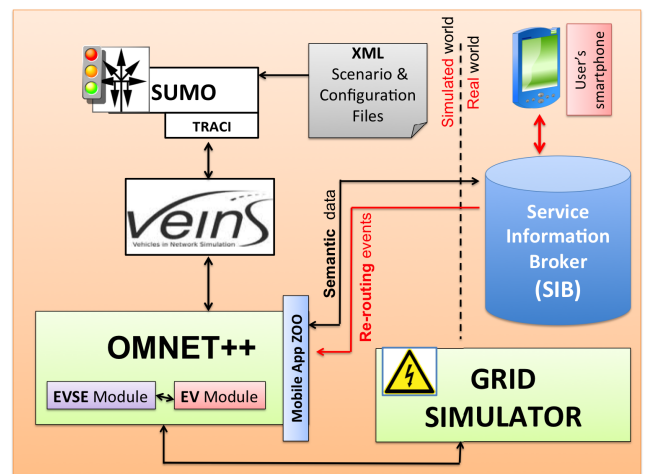 XML
Scenario &
Configuration
Files
SUMO
TRACI
Simulated world
Real world
User's
smartphone
veins
Vehicles in Network Simulation
Semantic data
Re-routing events
Service
Information
Broker
(SIB)
OMNET++
Mobile App ZOO
EVSE Module
EV Module
GRID
SIMULATOR